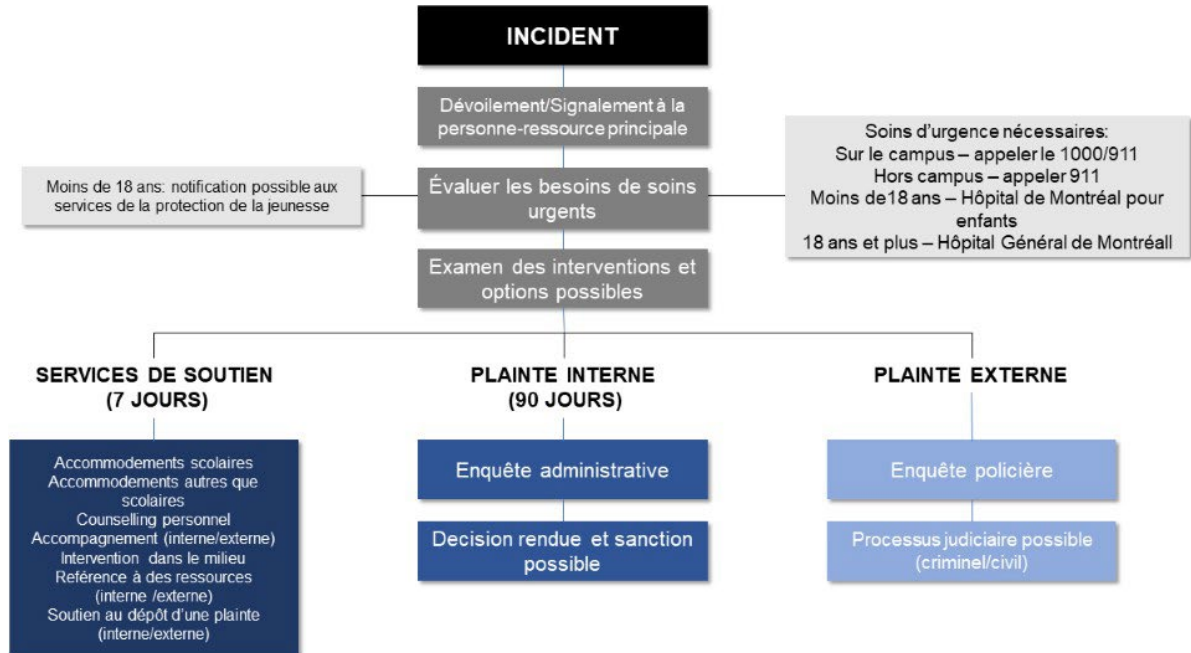 INCIDENT
Dévoilement/Signalement à la
personne-ressource principale
Moins de 18 ans: notification possible aux
services de la protection de la jeunesse
Évaluer les besoins de soins
urgents
Soins d'urgence nécessaires:
Sur le campus – appeler le 1000/911
Hors campus – appeler 911
Moins de18 ans – Hôpital de Montréal pour
enfants
18 ans et plus – Hôpital Général de Montréall
Examen des interventions et
options possibles
SERVICES DE SOUTIEN
(7 JOURS)
Accommodements scolaires
Accommodements autres que
scolaires
Counselling personnel
Accompagnement (interne/externe)
Intervention dans le milieu
Reférence à des ressources
(interne /externe)
Soutien au dépôt d'une plainte
(interne/externe)
PLAINTE INTERNE
(90 JOURS)
Enquête administrative
Decision rendue et sanction
possible
PLAINTE EXTERNE
Enquête policière
Processus judiciaire possible
(criminel/civil)